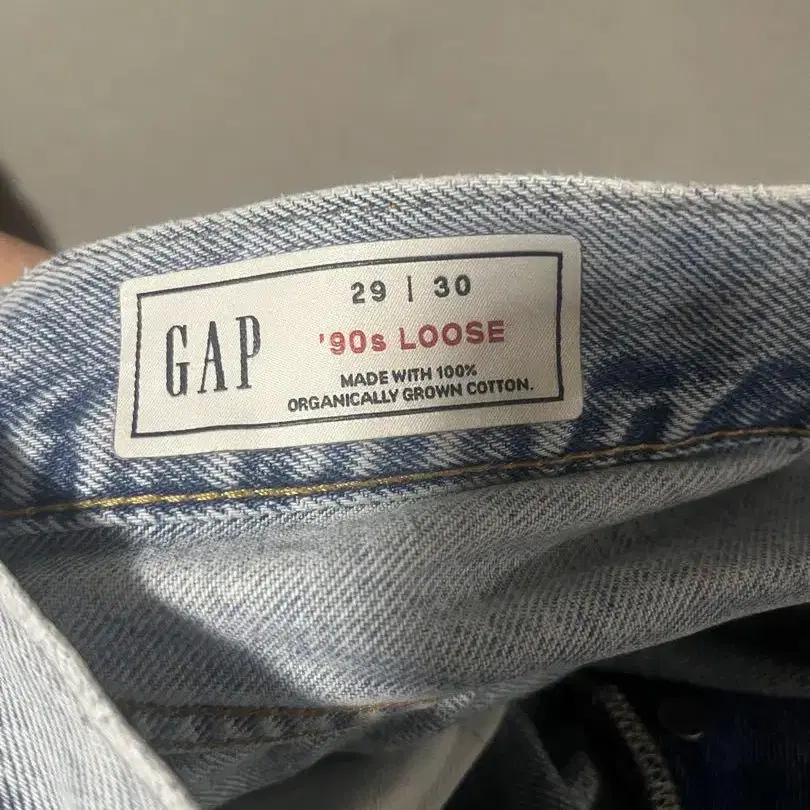 GAP
29 | 30
'90s LOOSE
MADE WITH 100%
ORGANICALLY GROWN COTTON.